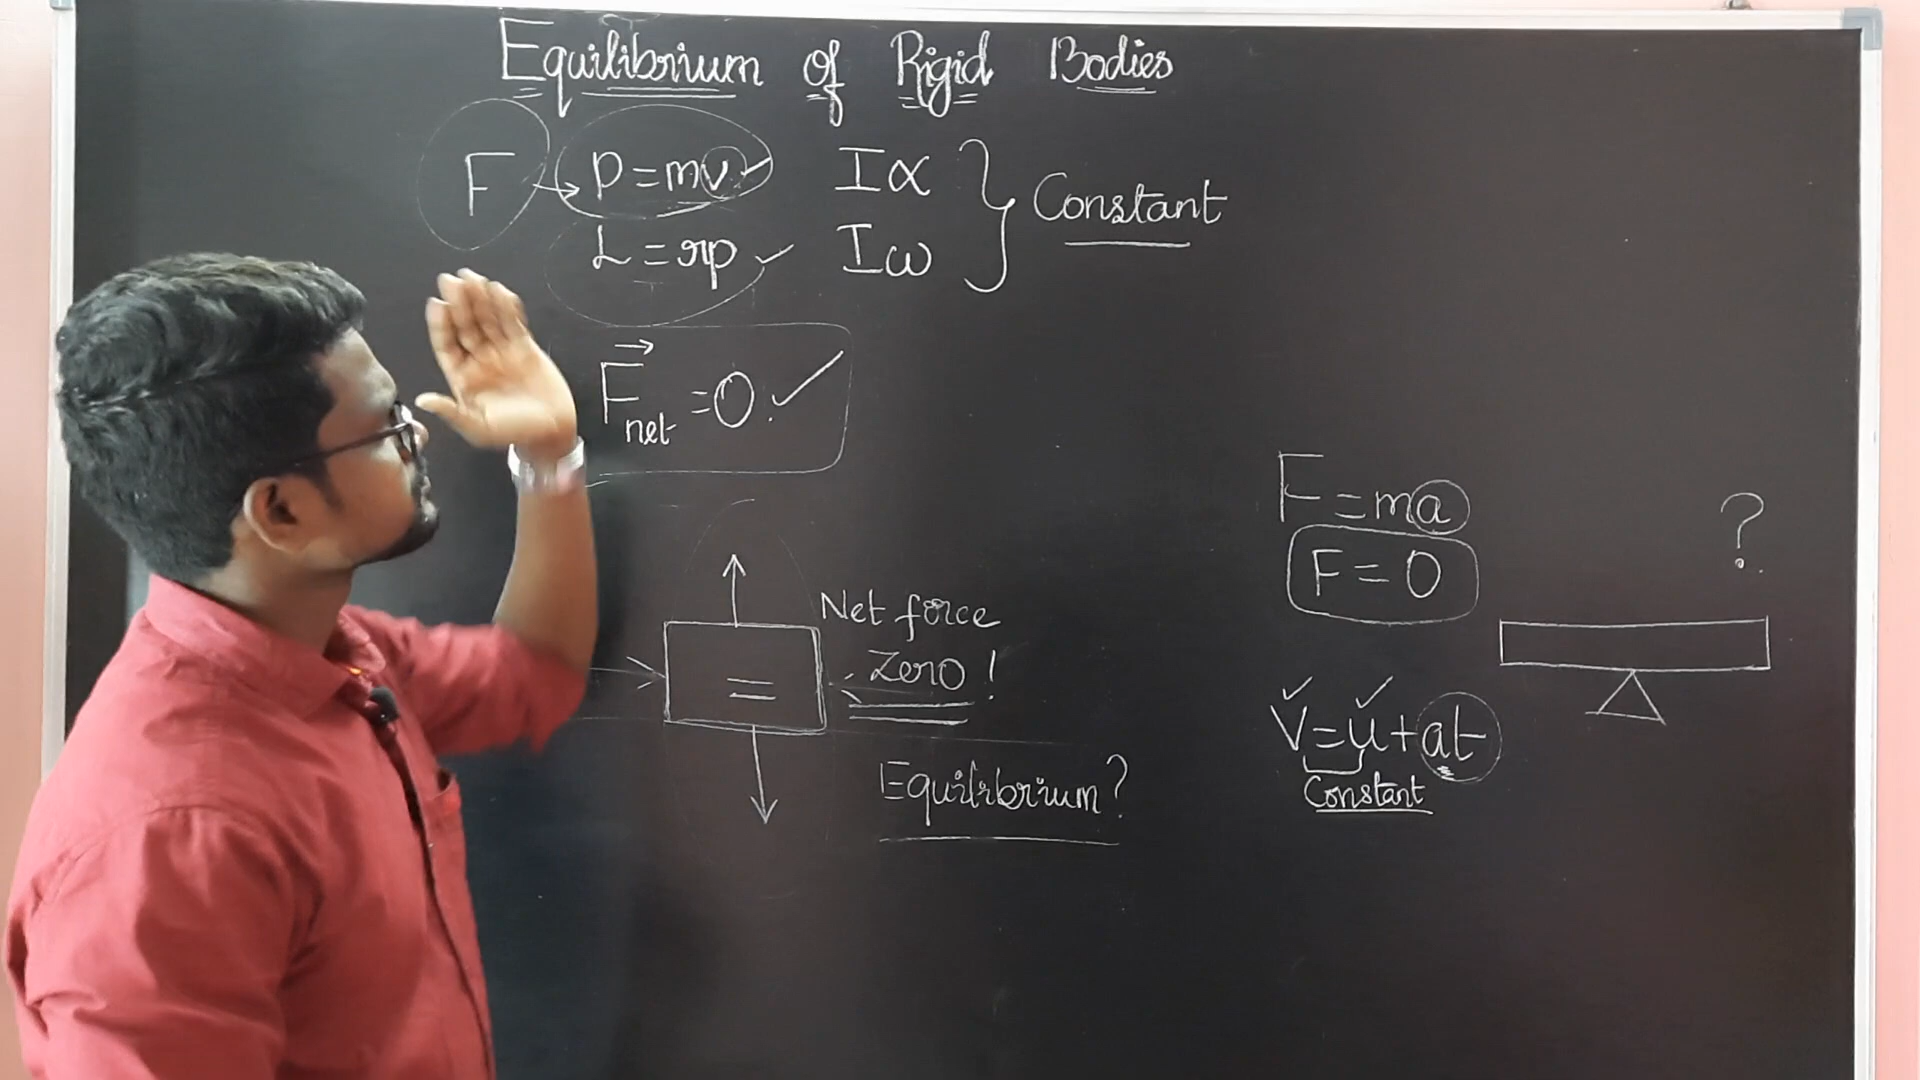 Equilibrium of Rigid Bodies
F → P = mv ✓ Iα
L = rp ✓ Iω
} Constant
F⃗net = 0. ✓
Net force
Zero !
=
Equilibrium?
F = ma
F = 0
?
V = u + at
Constant